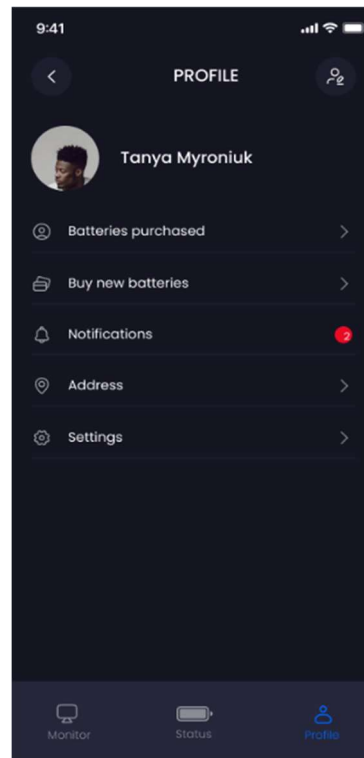 9:41
PROFILE
Tanya Myroniuk
Batteries purchased
Buy new batteries
Notifications
2
Address
Settings
Monitor
Status
Profile